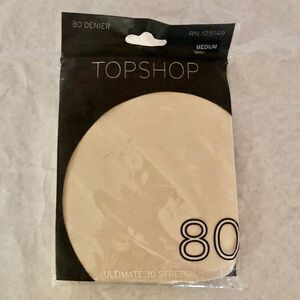 80 DENIER
RN 125149
MEDIUM
TOPSHOP
80
ULTIMATE 3D STRETCH